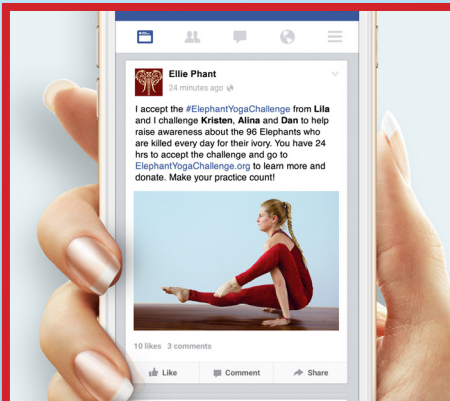 Ellie Phant
24 minutes ago
I accept the #ElephantYogaChallenge from Lila
and I challenge Kristen, Alina and Dan to help
raise awareness about the 96 Elephants who
are killed every day for their ivory. You have 24
hrs to accept the challenge and go to
ElephantYogaChallenge.org to learn more and
donate. Make your practice count!
10 likes 3 comments
Like Comment Share